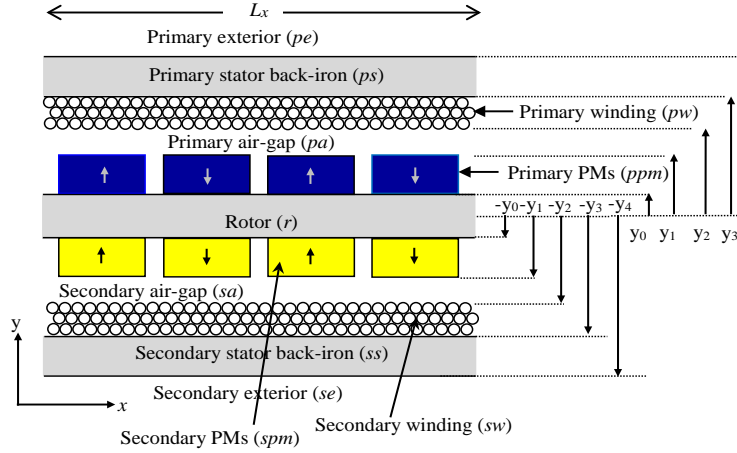 Lx
Primary exterior (pe)
Primary stator back-iron (ps)
Primary winding (pw)
Primary air-gap (pa)
Primary PMs (ppm)
-y0 -y1 -y2 -y3 -y4
Rotor (r)
y0 y1 y2 y3
Secondary air-gap (sa)
y
Secondary stator back-iron (ss)
Secondary exterior (se)
x
Secondary winding (sw)
Secondary PMs (spm)